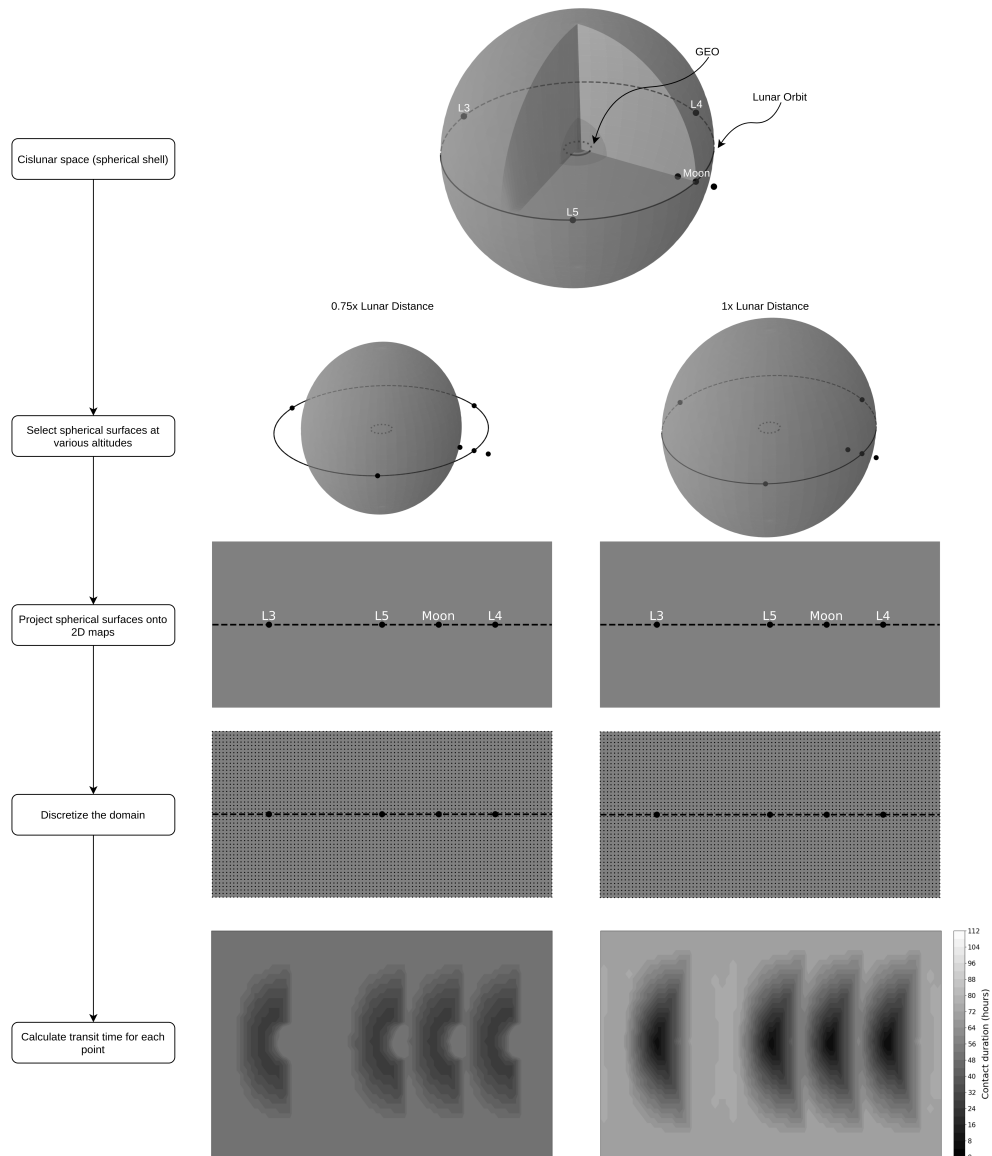 GEO
Lunar Orbit
L3
L4
Cislunar space (spherical shell)
Moon
L5
0.75x Lunar Distance
1x Lunar Distance
Select spherical surfaces at
various altitudes
Project spherical surfaces onto
2D maps
L3
L5
Moon
L4
L3
L5
Moon
L4
Discretize the domain
Calculate transit time for each
point
112
104
96
88
80
72
64
56
48
40
32
24
16
8
Contact duration (hours)